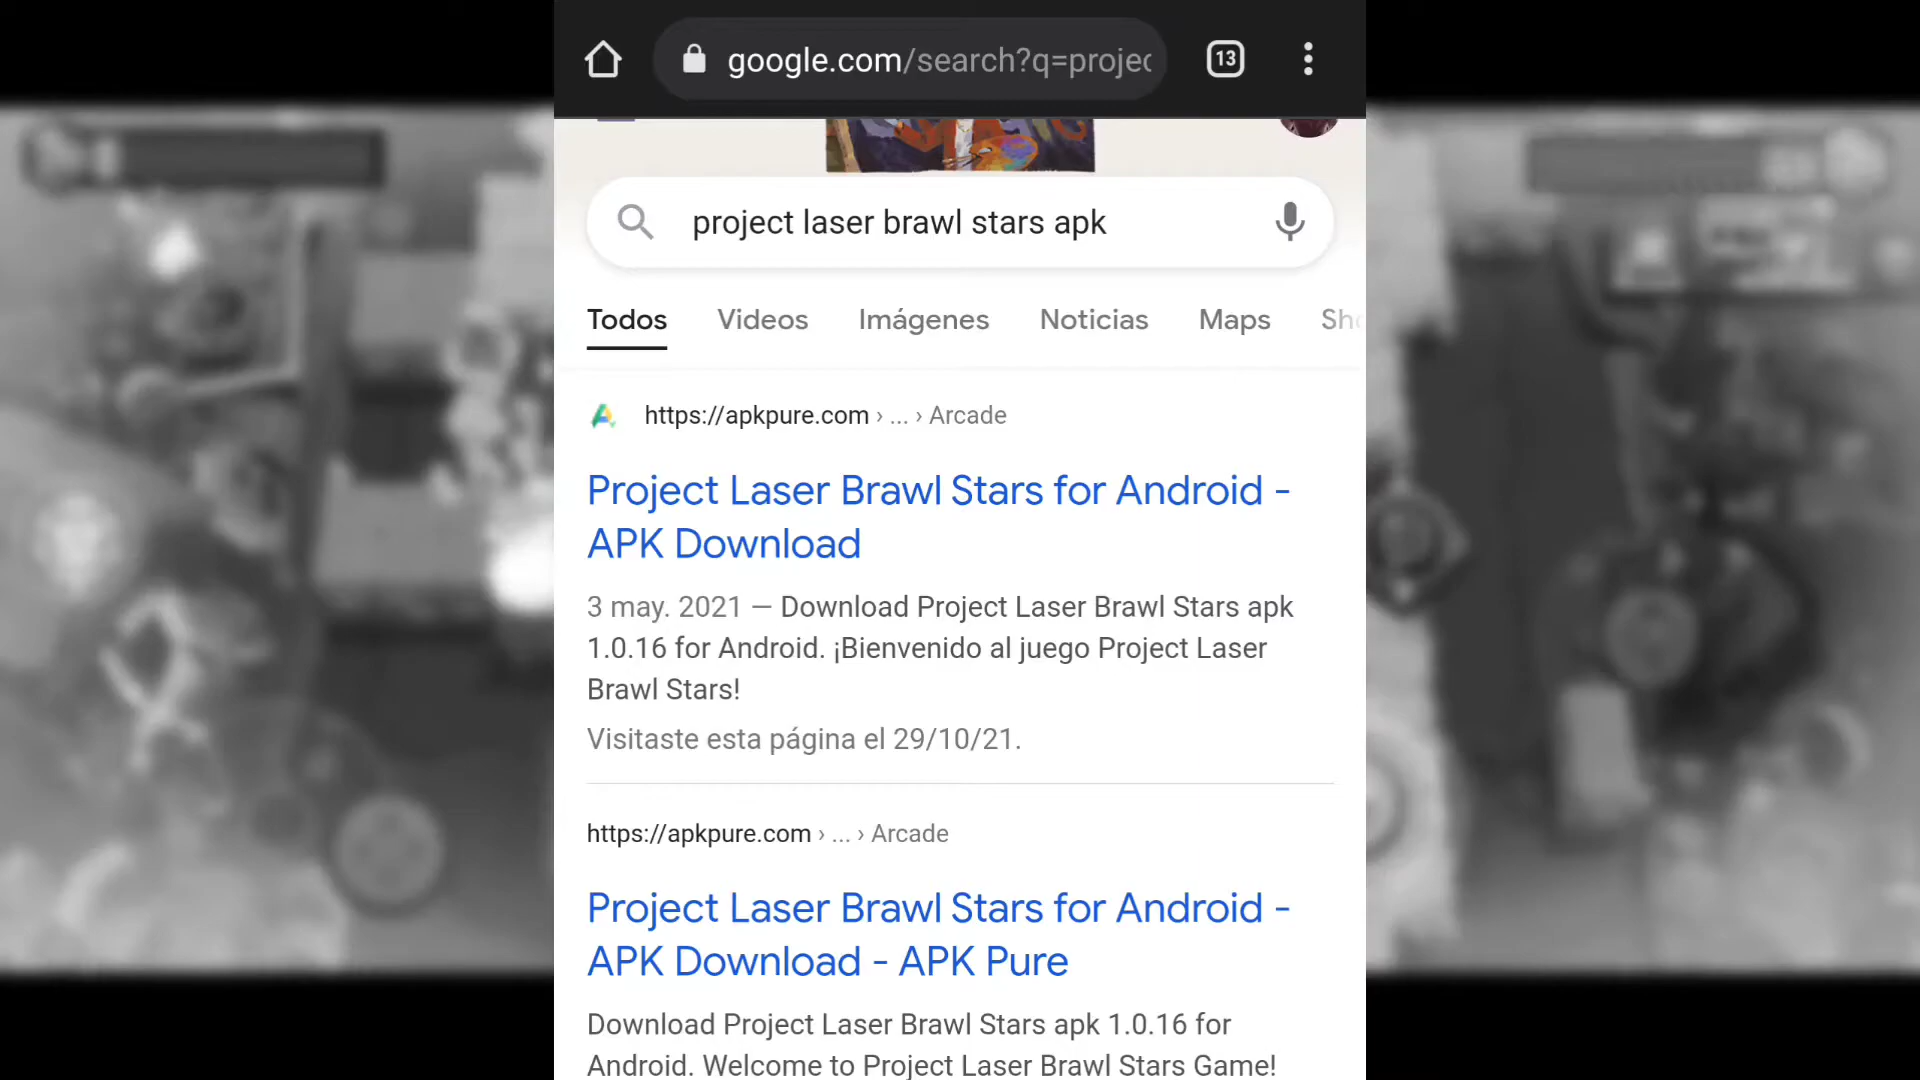 google.com/search?q=projec
13
project laser brawl stars apk
Todos Videos Imágenes Noticias Maps Sho
https://apkpure.com › ... › Arcade
Project Laser Brawl Stars for Android -
APK Download
3 may. 2021 — Download Project Laser Brawl Stars apk
1.0.16 for Android. ¡Bienvenido al juego Project Laser
Brawl Stars!
Visitaste esta página el 29/10/21.
https://apkpure.com › ... › Arcade
Project Laser Brawl Stars for Android -
APK Download - APK Pure
Download Project Laser Brawl Stars apk 1.0.16 for
Android. Welcome to Project Laser Brawl Stars Game!